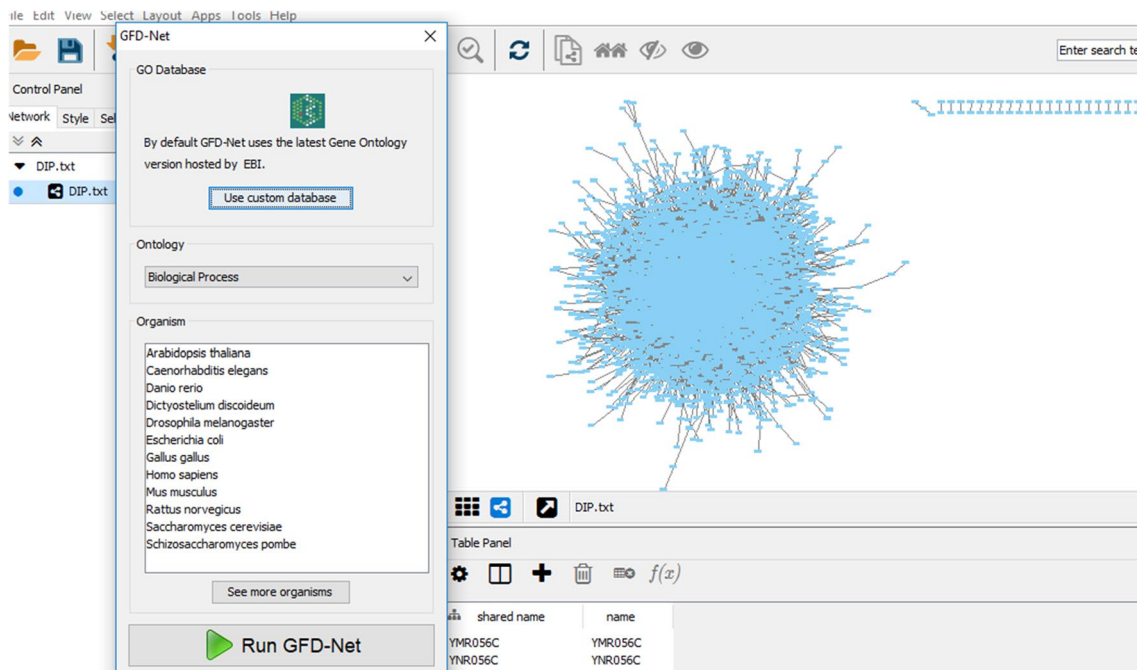 ile Edit View Select Layout Apps Tools Help
GFD-Net
Enter search te
Control Panel
Network Style Sel
DIP.txt
DIP.txt
GO Database
By default GFD-Net uses the latest Gene Ontology
version hosted by EBI.
Use custom database
Ontology
Biological Process
Organism
Arabidopsis thaliana
Caenorhabditis elegans
Danio rerio
Dictyostelium discoideum
Drosophila melanogaster
Escherichia coli
Gallus gallus
Homo sapiens
Mus musculus
Rattus norvegicus
Saccharomyces cerevisiae
Schizosaccharomyces pombe
See more organisms
Run GFD-Net
DIP.txt
Table Panel
f(x)
shared name name
YMR056C YMR056C
YNR056C YNR056C